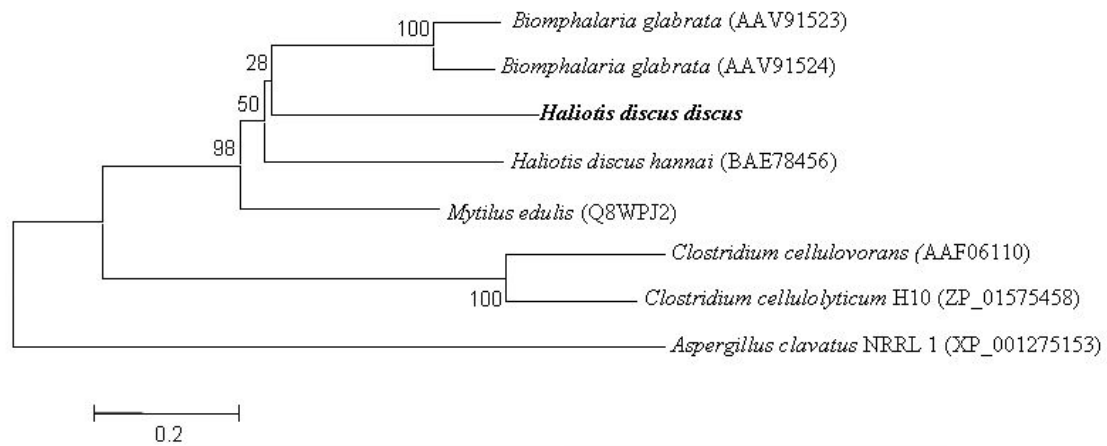 100
Biomphalaria glabrata (AAV91523)
28
Biomphalaria glabrata (AAV91524)
50
Haliotis discus discus
98
Haliotis discus hannai (BAE78456)
Mytilus edulis (Q8WPJ2)
Clostridium cellulovorans (AAF06110)
100
Clostridium cellulolyticum H10 (ZP_01575458)
Aspergillus clavatus NRRL 1 (XP_001275153)
0.2